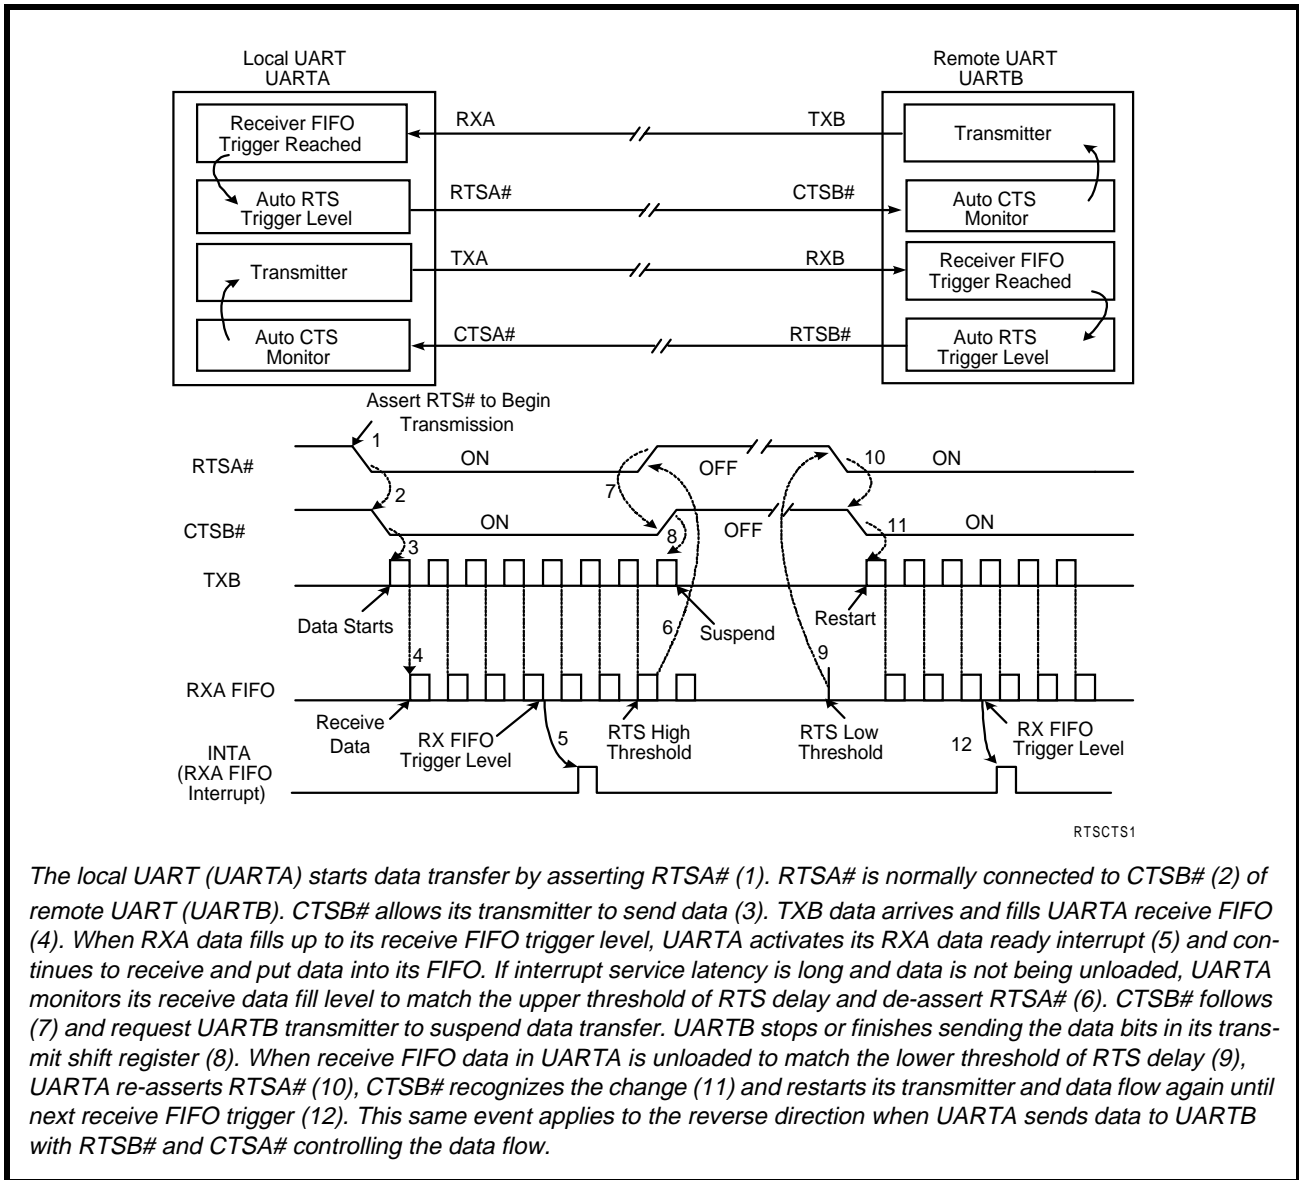 Local UART
UARTA
Remote UART
UARTB
Receiver FIFO
Trigger Reached
RXA
TXB
Transmitter
Auto RTS
Trigger Level
RTSA#
CTSB#
Auto CTS
Monitor
Transmitter
TXA
RXB
Receiver FIFO
Trigger Reached
Auto CTS
Monitor
CTSA#
RTSB#
Auto RTS
Trigger Level
Assert RTS# to Begin
Transmission
1
RTSA#
ON
OFF
10
ON
2
7
CTSB#
ON
8
OFF
11
ON
3
TXB
Data Starts
6
Suspend
Restart
4
9
RXA FIFO
Receive
Data
RX FIFO
Trigger Level
5
RTS High
Threshold
RTS Low
Threshold
12
RX FIFO
Trigger Level
INTA
(RXA FIFO
Interrupt)
RTSCTS1
The local UART (UARTA) starts data transfer by asserting RTSA# (1). RTSA# is normally connected to CTSB# (2) of
remote UART (UARTB). CTSB# allows its transmitter to send data (3). TXB data arrives and fills UARTA receive FIFO
(4). When RXA data fills up to its receive FIFO trigger level, UARTA activates its RXA data ready interrupt (5) and con-
tinues to receive and put data into its FIFO. If interrupt service latency is long and data is not being unloaded, UARTA
monitors its receive data fill level to match the upper threshold of RTS delay and de-assert RTSA# (6). CTSB# follows
(7) and request UARTB transmitter to suspend data transfer. UARTB stops or finishes sending the data bits in its trans-
mit shift register (8). When receive FIFO data in UARTA is unloaded to match the lower threshold of RTS delay (9),
UARTA re-asserts RTSA# (10), CTSB# recognizes the change (11) and restarts its transmitter and data flow again until
next receive FIFO trigger (12). This same event applies to the reverse direction when UARTA sends data to UARTB
with RTSB# and CTSA# controlling the data flow.